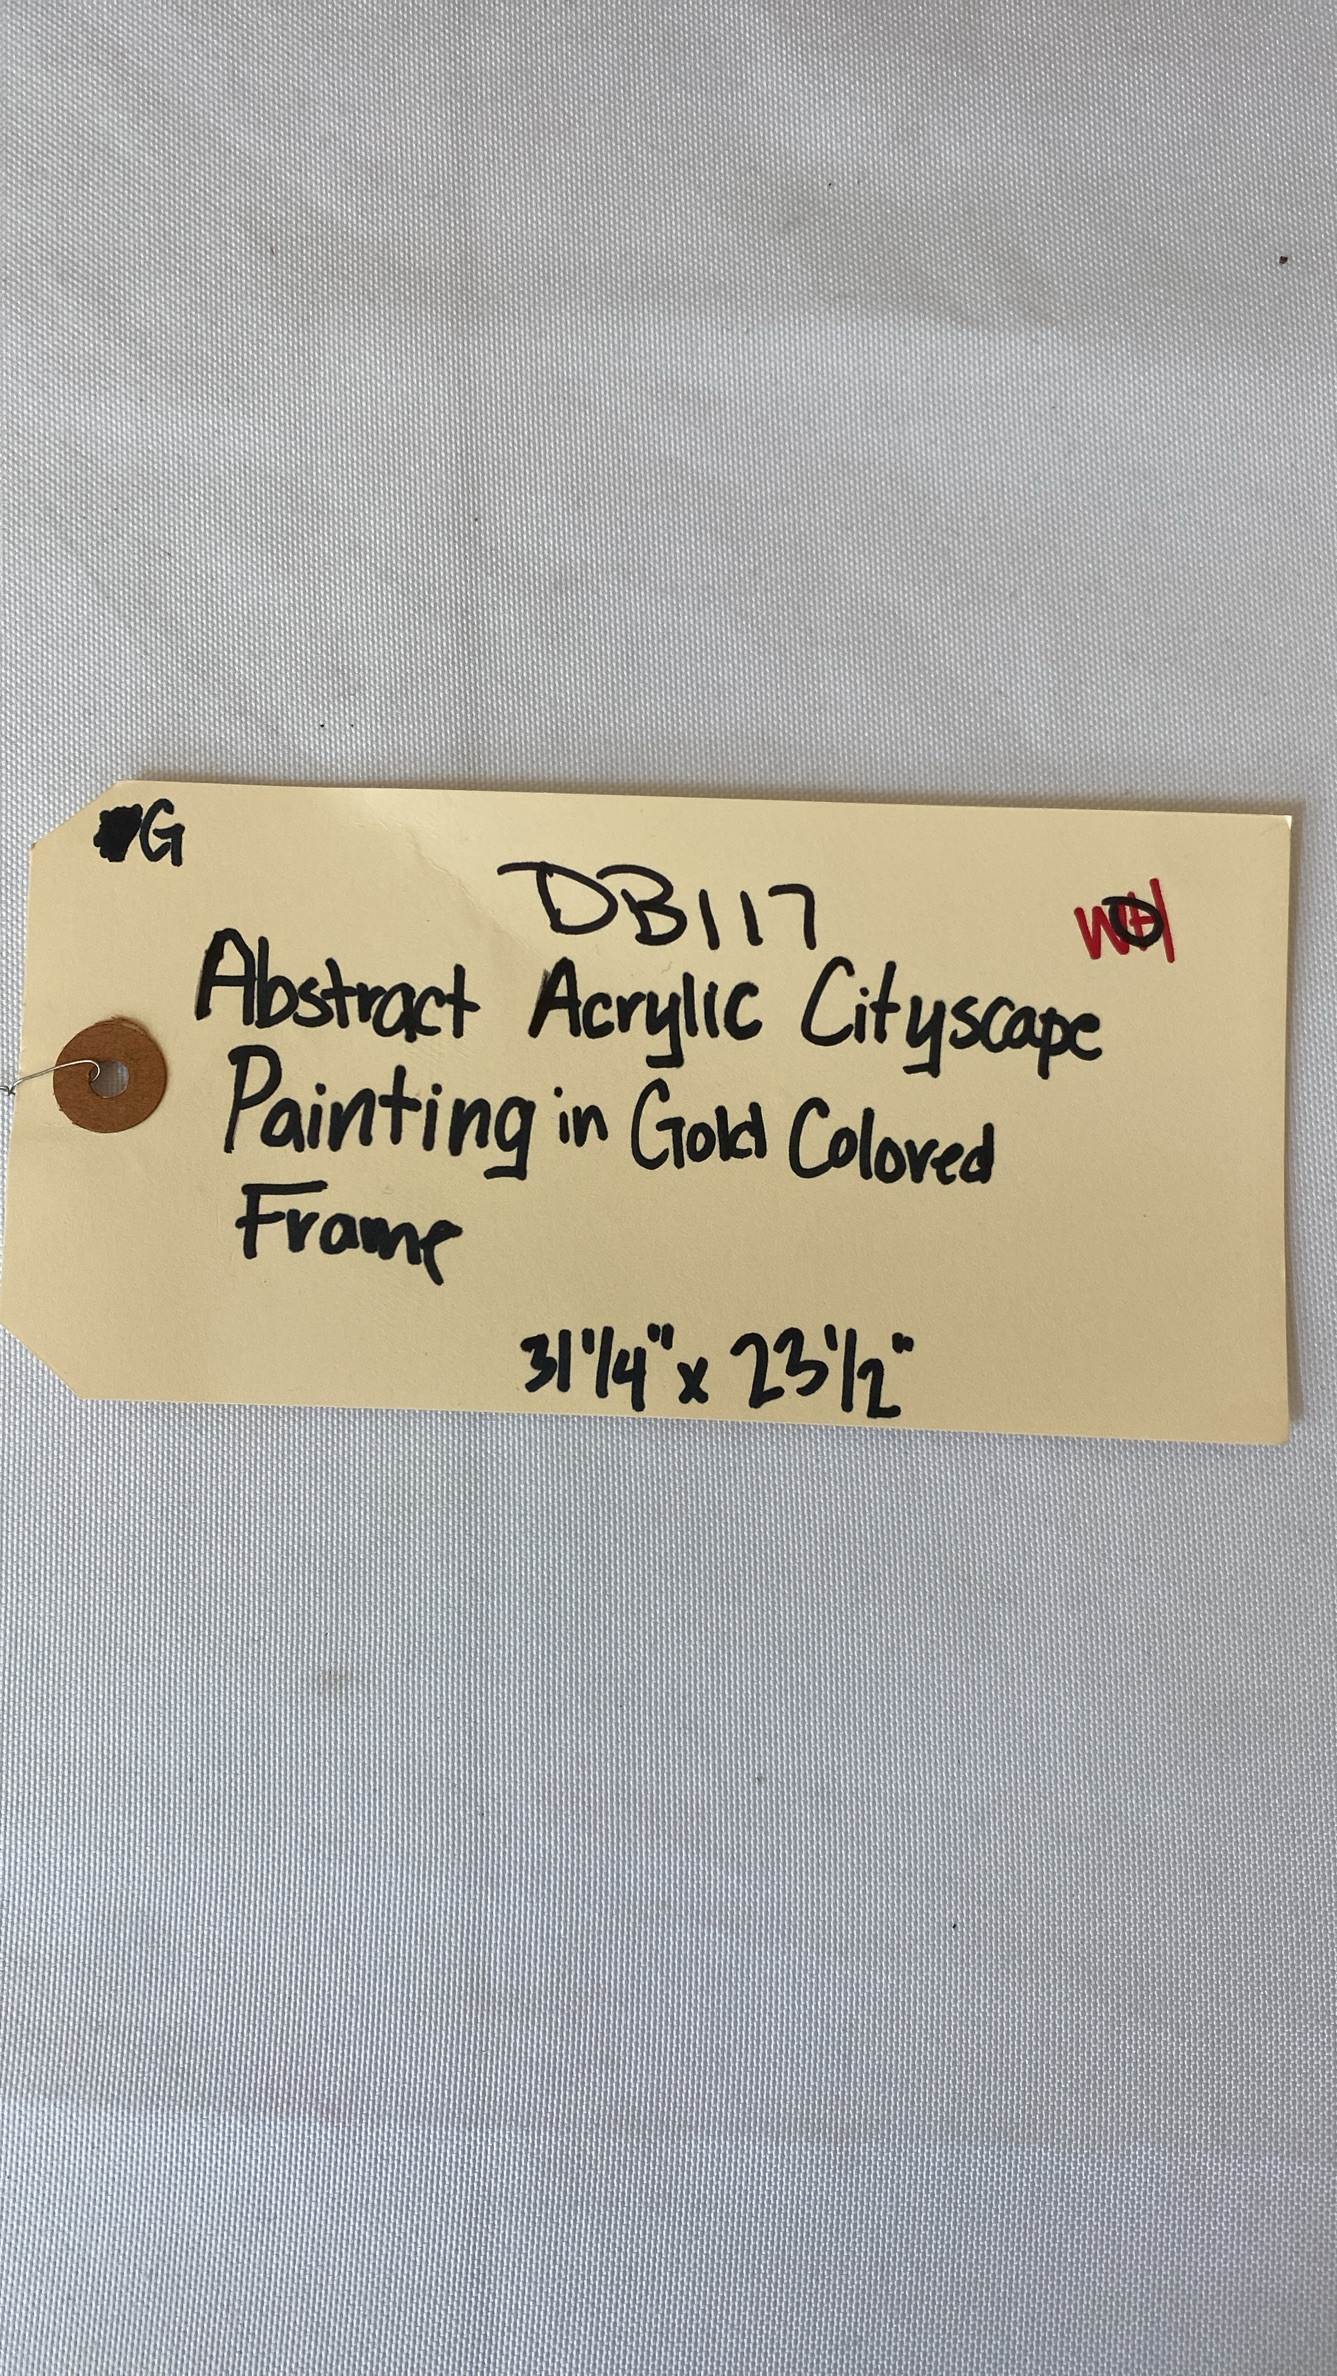 G
DB117
Abstract Acrylic Cityscape
Painting in Gold Colored
Frame
31 1/4" x 23 1/2"